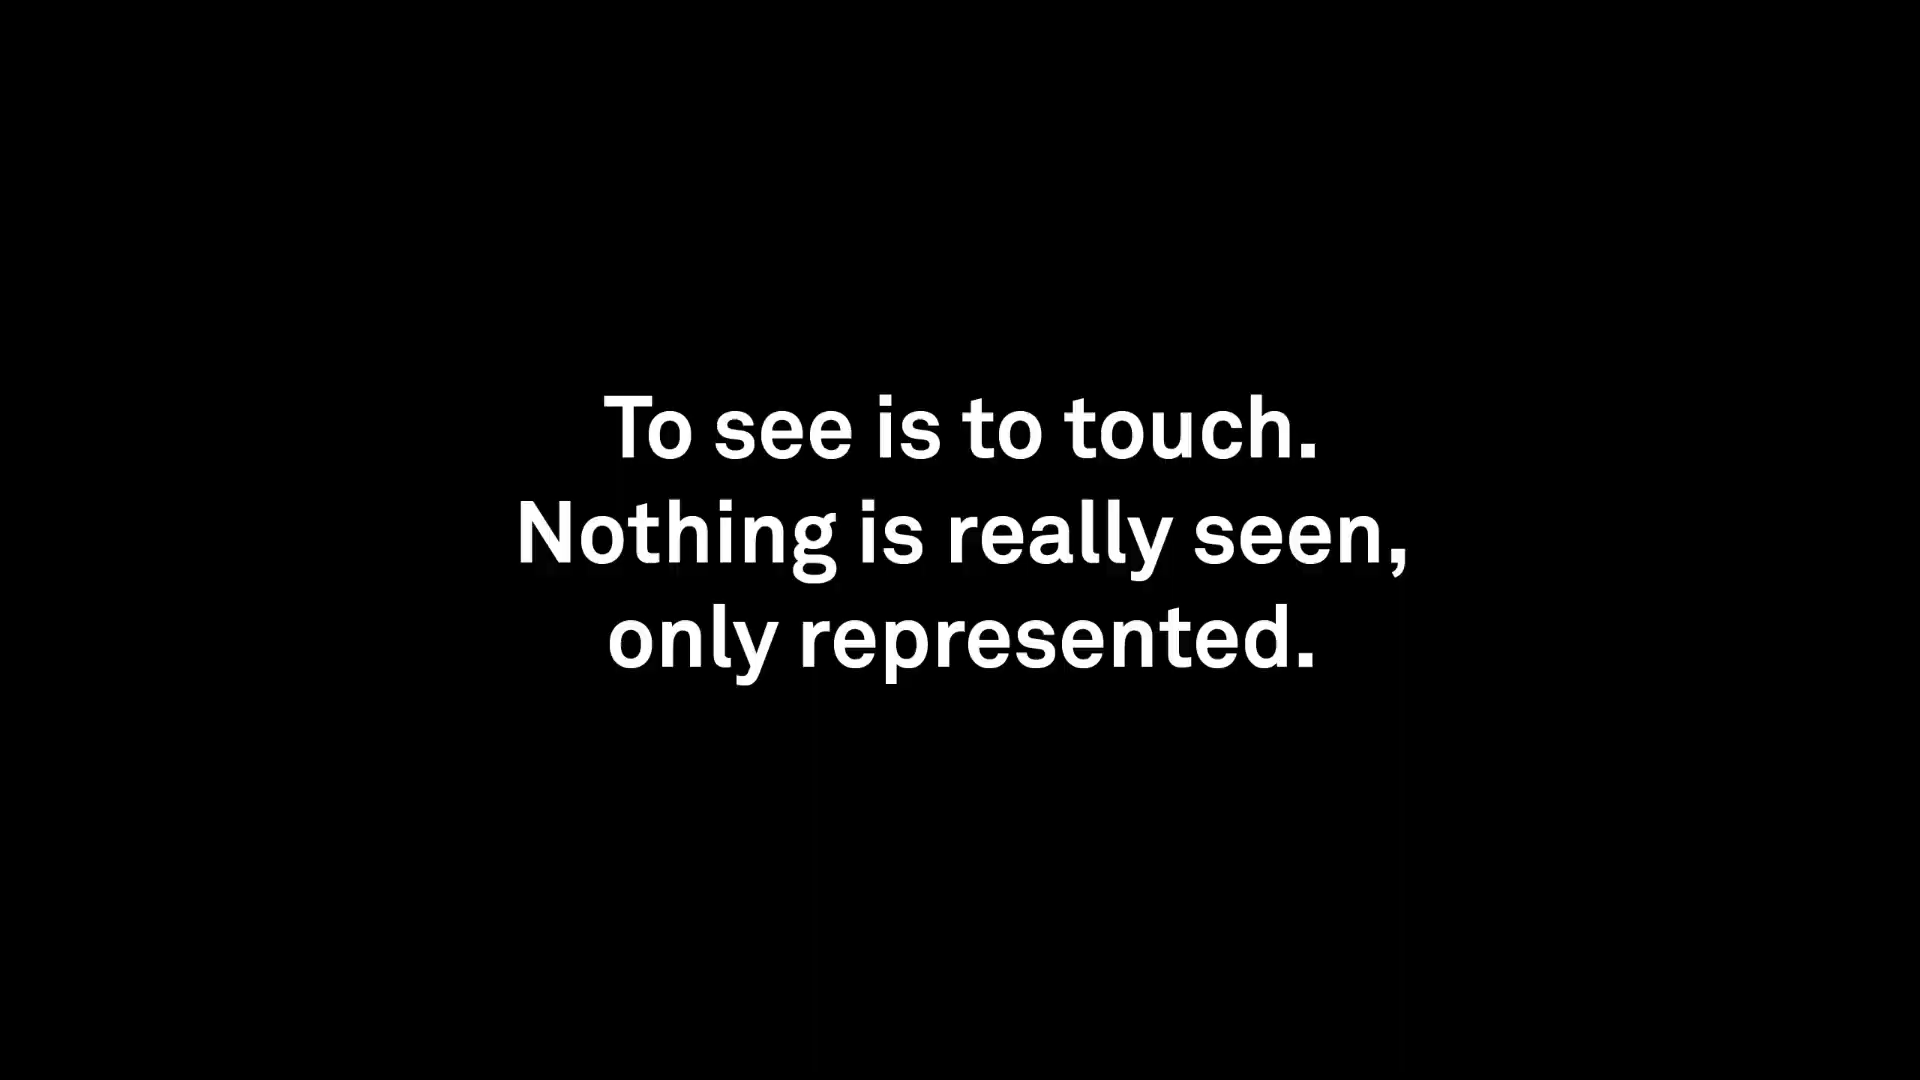 To see is to touch.
Nothing is really seen,
only represented.